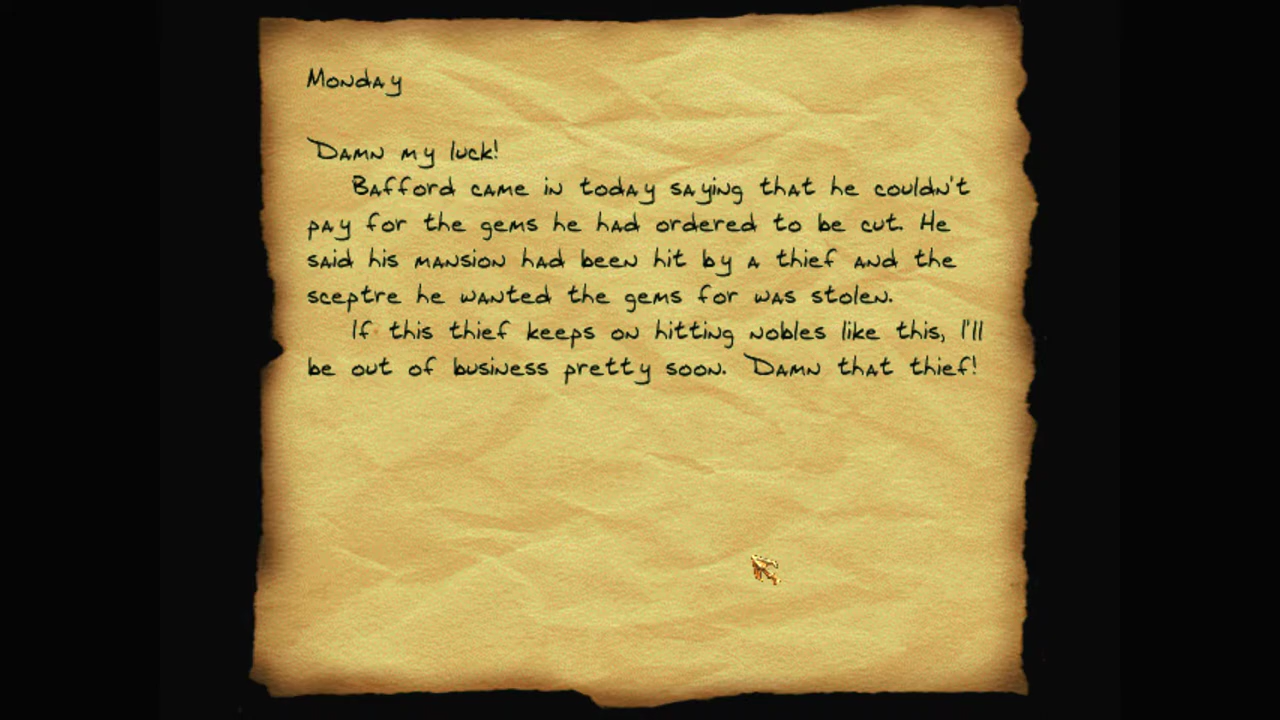 Monday
Damn my luck!
Bafford came in today saying that he couldn't
pay for the gems he had ordered to be cut. He
said his mansion had been hit by a thief and the
sceptre he wanted the gems for was stolen.
If this thief keeps on hitting nobles like this, I'll
be out of business pretty soon. Damn that thief!